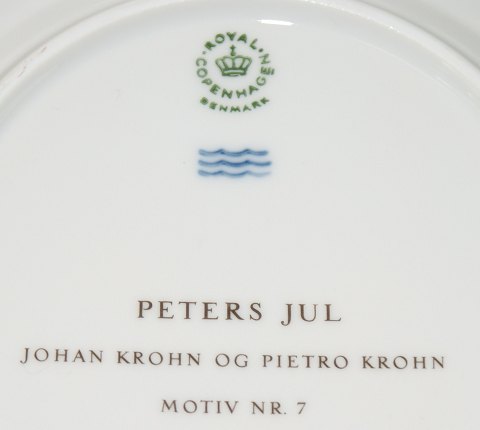 ROYAL
COPENHAGEN
DENMARK
PETERS JUL
JOHAN KROHN OG PIETRO KROHN
MOTIV NR. 7